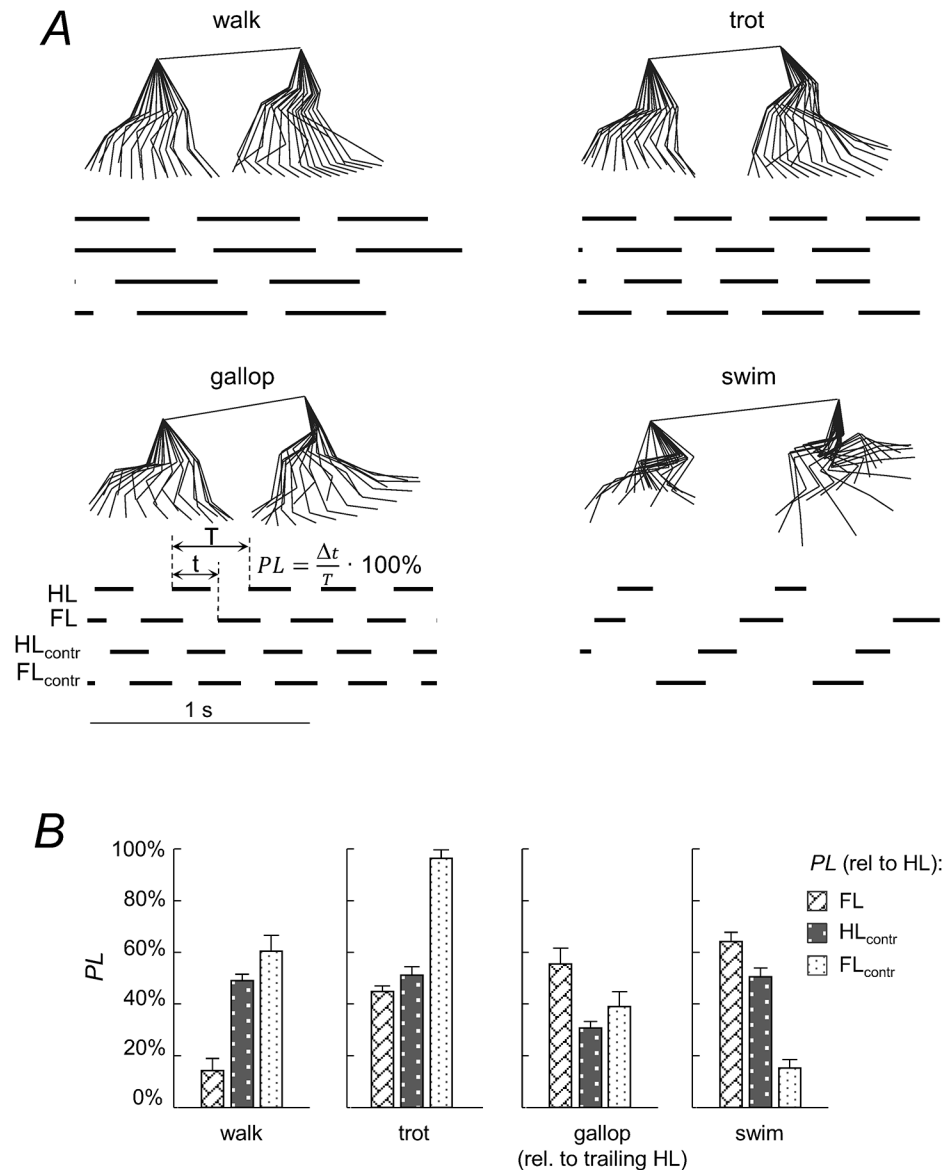 A
walk
trot
gallop
swim
T
t
PL = Δt/T · 100%
HL
FL
HLcontr
FLcontr
1 s
B
100%
80%
60%
40%
20%
0%
PL
walk
trot
gallop
(rel. to trailing HL)
swim
PL (rel to HL):
FL
HLcontr
FLcontr